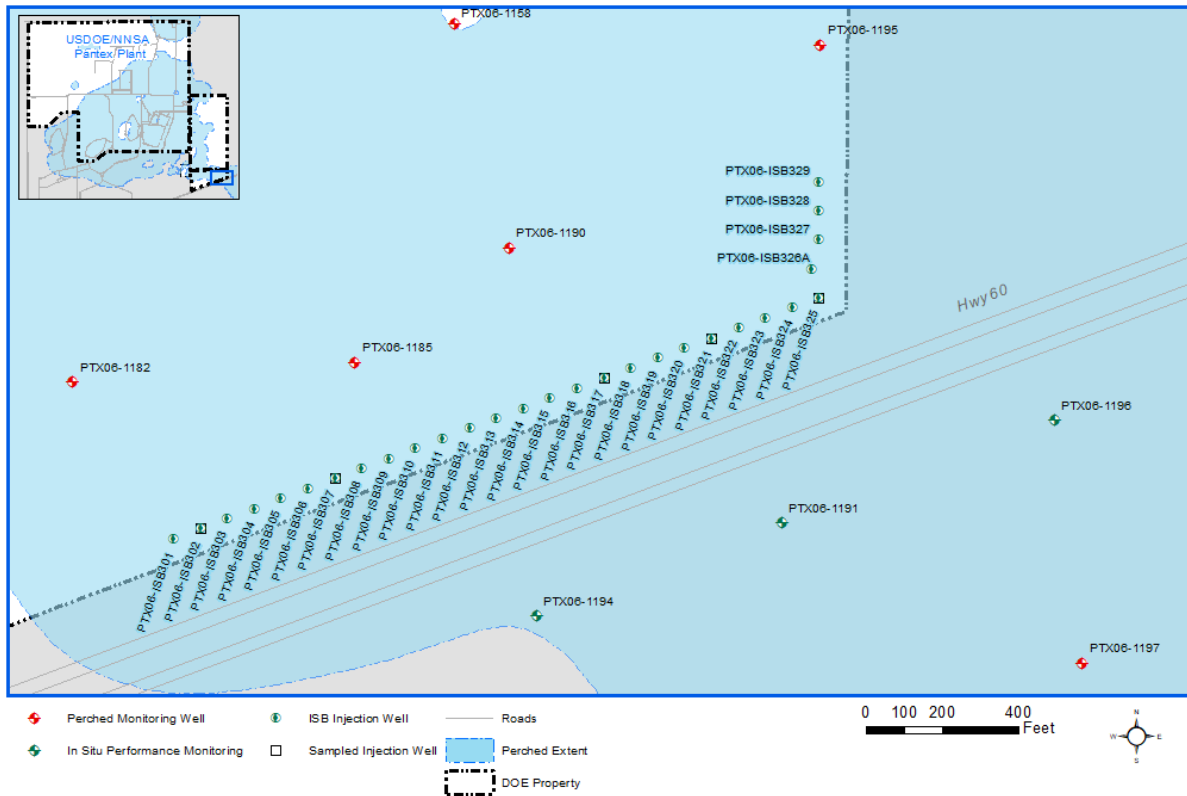 PTX06-1158
PTX06-1195
USDOE/NNSA
Pantex Plant
PTX06-ISB329
PTX06-ISB328
PTX06-ISB327
PTX06-ISB326A
PTX06-1190
Hwy60
PTX06-1185
PTX06-1182
PTX06-1196
PTX06-1191
PTX06-1194
PTX06-1197
PTX06-ISB301
PTX06-ISB302
PTX06-ISB303
PTX06-ISB304
PTX06-ISB305
PTX06-ISB306
PTX06-ISB307
PTX06-ISB308
PTX06-ISB309
PTX06-ISB310
PTX06-ISB311
PTX06-ISB312
PTX06-ISB313
PTX06-ISB314
PTX06-ISB315
PTX06-ISB316
PTX06-ISB317
PTX06-ISB318
PTX06-ISB319
PTX06-ISB320
PTX06-ISB321
PTX06-ISB322
PTX06-ISB323
PTX06-ISB324
PTX06-ISB325
Perched Monitoring Well
ISB Injection Well
Roads
In Situ Performance Monitoring
Sampled Injection Well
Perched Extent
DOE Property
0 100 200 400
Feet
N
W E
S